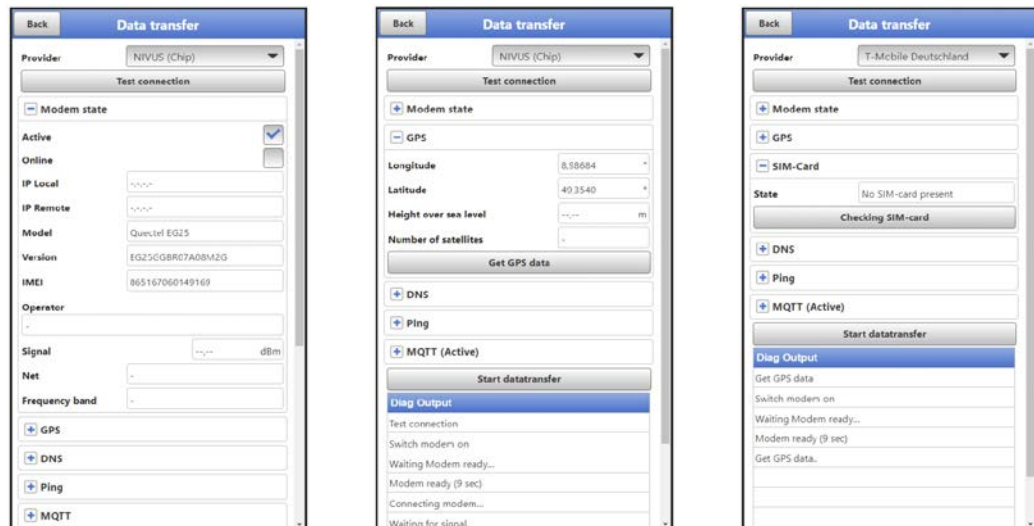 Back Data transfer
Provider NIVUS (Chip)
Test connection
Modem state
Active
Online
IP Local -.-.-.-
IP Remote -.-.-.-
Model Quectel EG25
Version EG25GGBR07A08M2G
IMEI 865167060149169
Operator
-
Signal --,-- dBm
Net -
Frequency band -
GPS
DNS
Ping
MQTT
Back Data transfer
Provider NIVUS (Chip)
Test connection
Modem state
GPS
Longitude 8,58684 °
Latitude 49,3540 °
Height over sea level --,-- m
Number of satellites -
Get GPS data
DNS
Ping
MQTT (Active)
Start datatransfer
Diag Output
Test connection
Switch modem on
Waiting Modem ready...
Modem ready (9 sec)
Connecting modem...
Waiting for signal
Back Data transfer
Provider T-Mobile Deutschland
Test connection
Modem state
GPS
SIM-Card
State No SIM-card present
Checking SIM-card
DNS
Ping
MQTT (Active)
Start datatransfer
Diag Output
Get GPS data
Switch modem on
Waiting Modem ready...
Modem ready (9 sec)
Get GPS data.